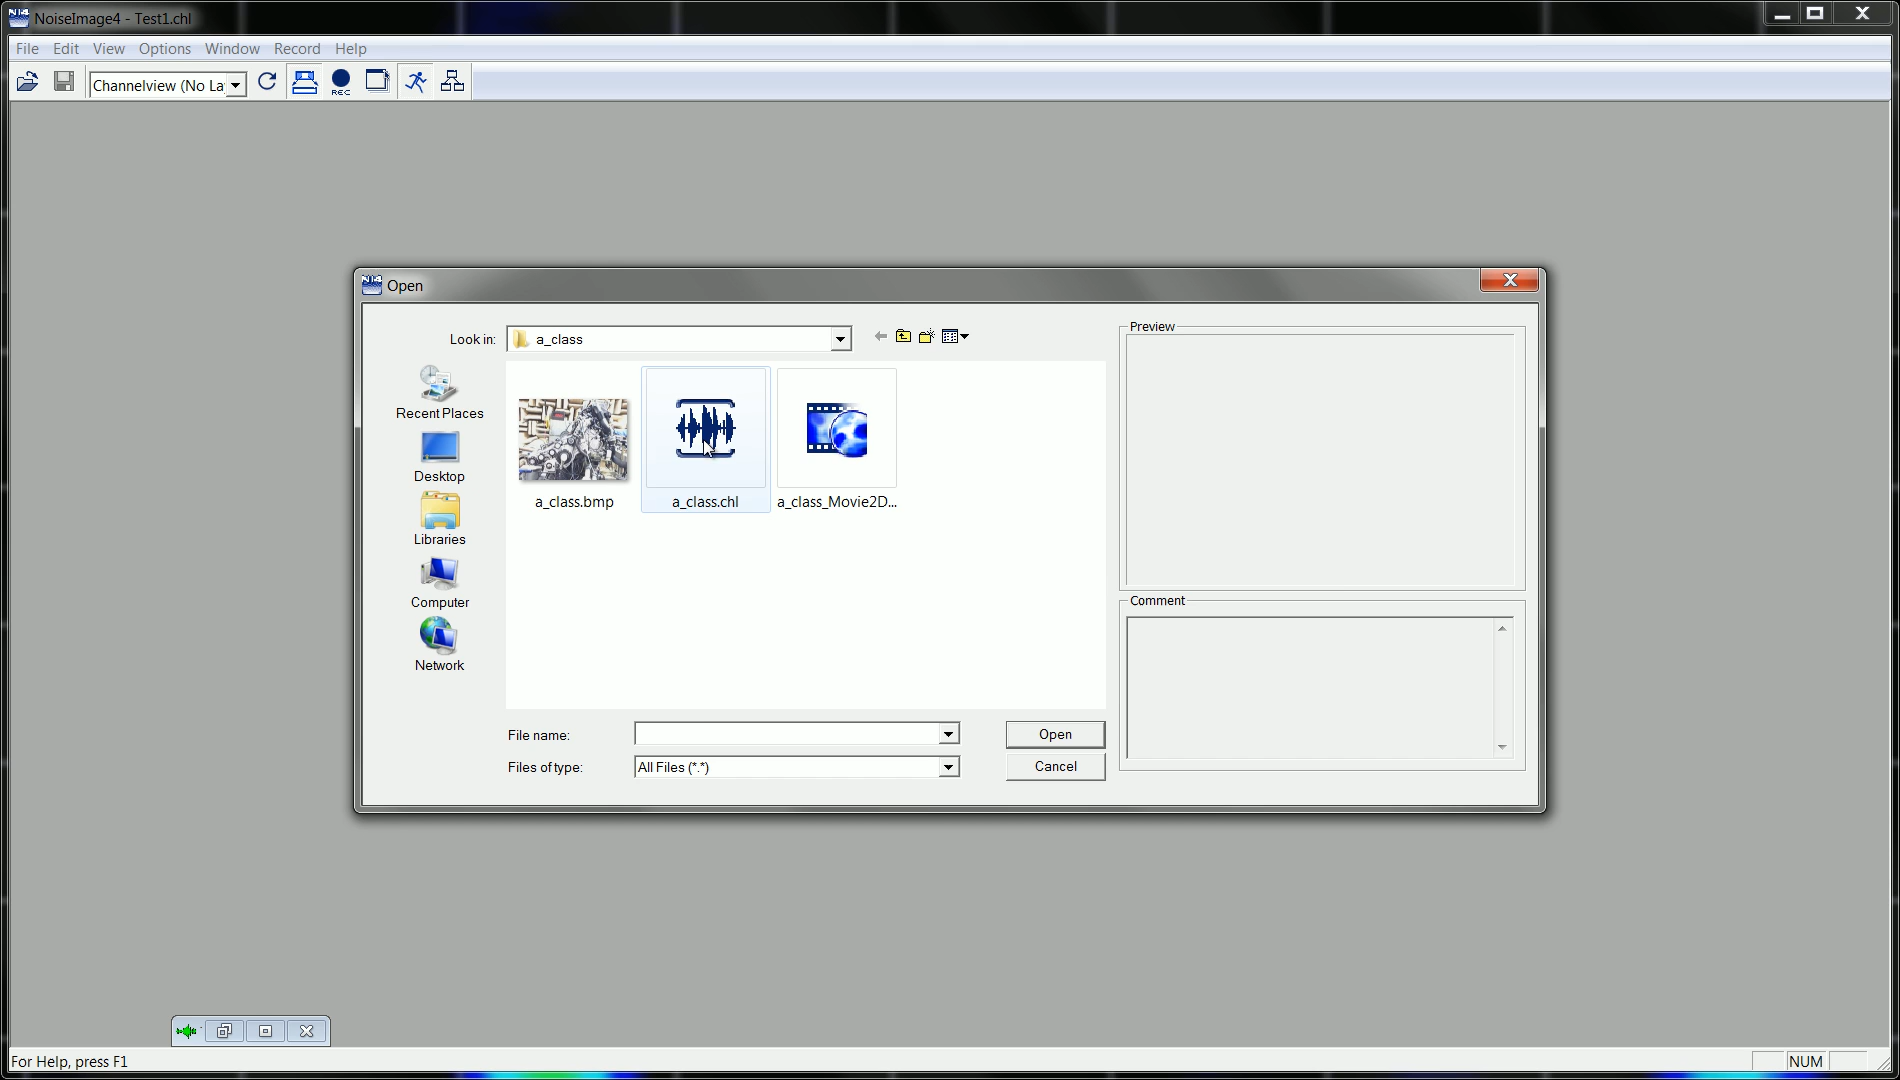 NoiseImage4 - Test1.chl
File Edit View Options Window Record Help
Channelview (No La
REC
Open
Look in: a_class
Recent Places
Desktop
Libraries
Computer
Network
a_class.bmp
a_class.chl
a_class_Movie2D...
File name:
Open
Files of type: All Files (*.*)
Cancel
Preview
Comment
For Help, press F1
NUM